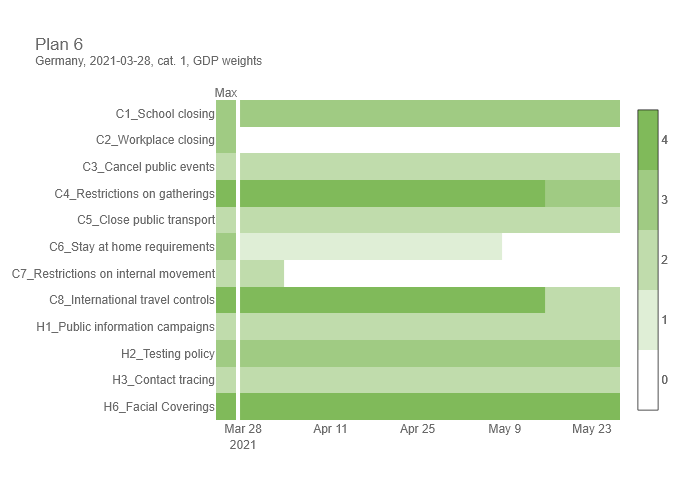 Plan 6
Germany, 2021-03-28, cat. 1, GDP weights
Max
C1_School closing
C2_Workplace closing
C3_Cancel public events
C4_Restrictions on gatherings
C5_Close public transport
C6_Stay at home requirements
C7_Restrictions on internal movement
C8_International travel controls
H1_Public information campaigns
H2_Testing policy
H3_Contact tracing
H6_Facial Coverings
Mar 28 Apr 11 Apr 25 May 9 May 23
2021
4
3
2
1
0